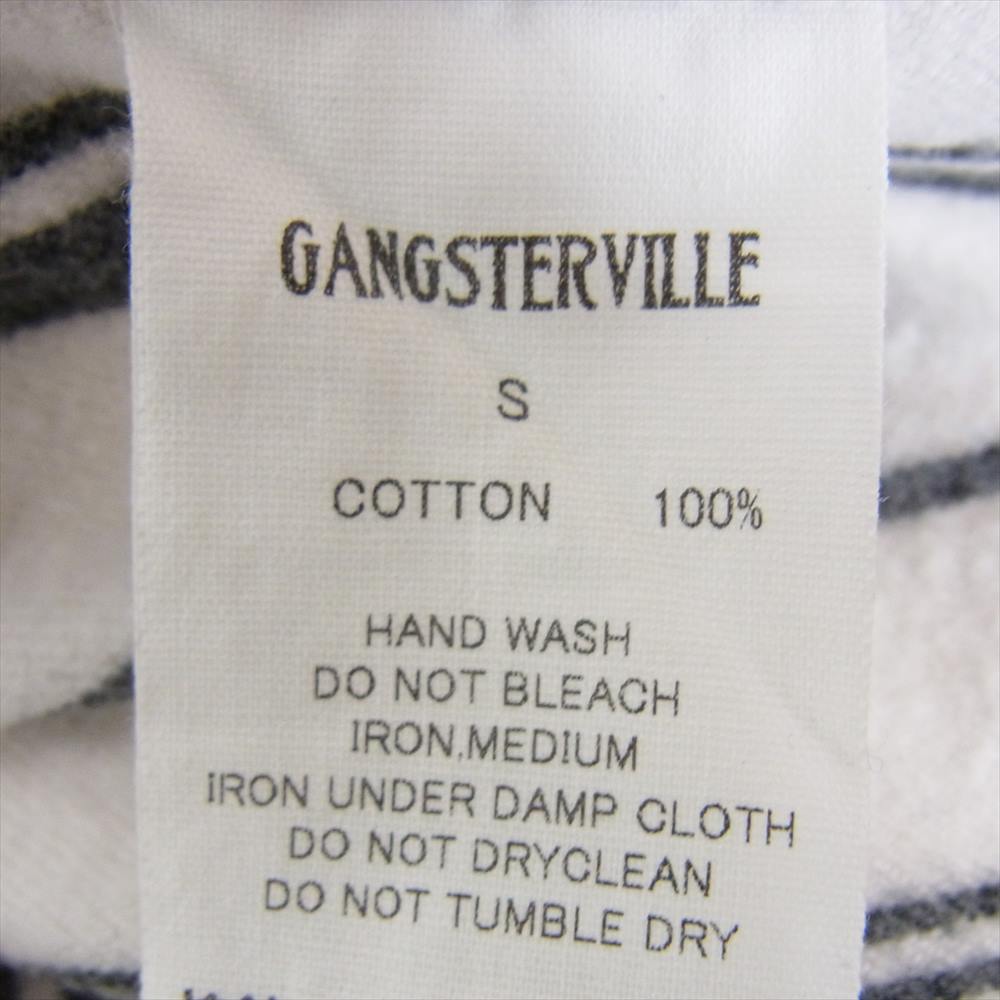 GANGSTERVILLE
S
COTTON 100%
HAND WASH
DO NOT BLEACH
IRON.MEDIUM
IRON UNDER DAMP CLOTH
DO NOT DRYCLEAN
DO NOT TUMBLE DRY